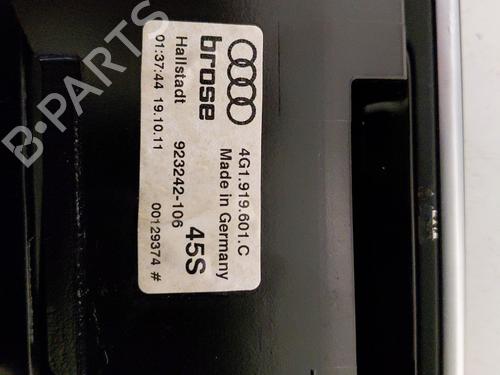 4G1.919.601.C
Made in Germany
brose
45S
Hallstadt
923242-106
01:37:44 19.10.11
00129374 #
B-PARTS